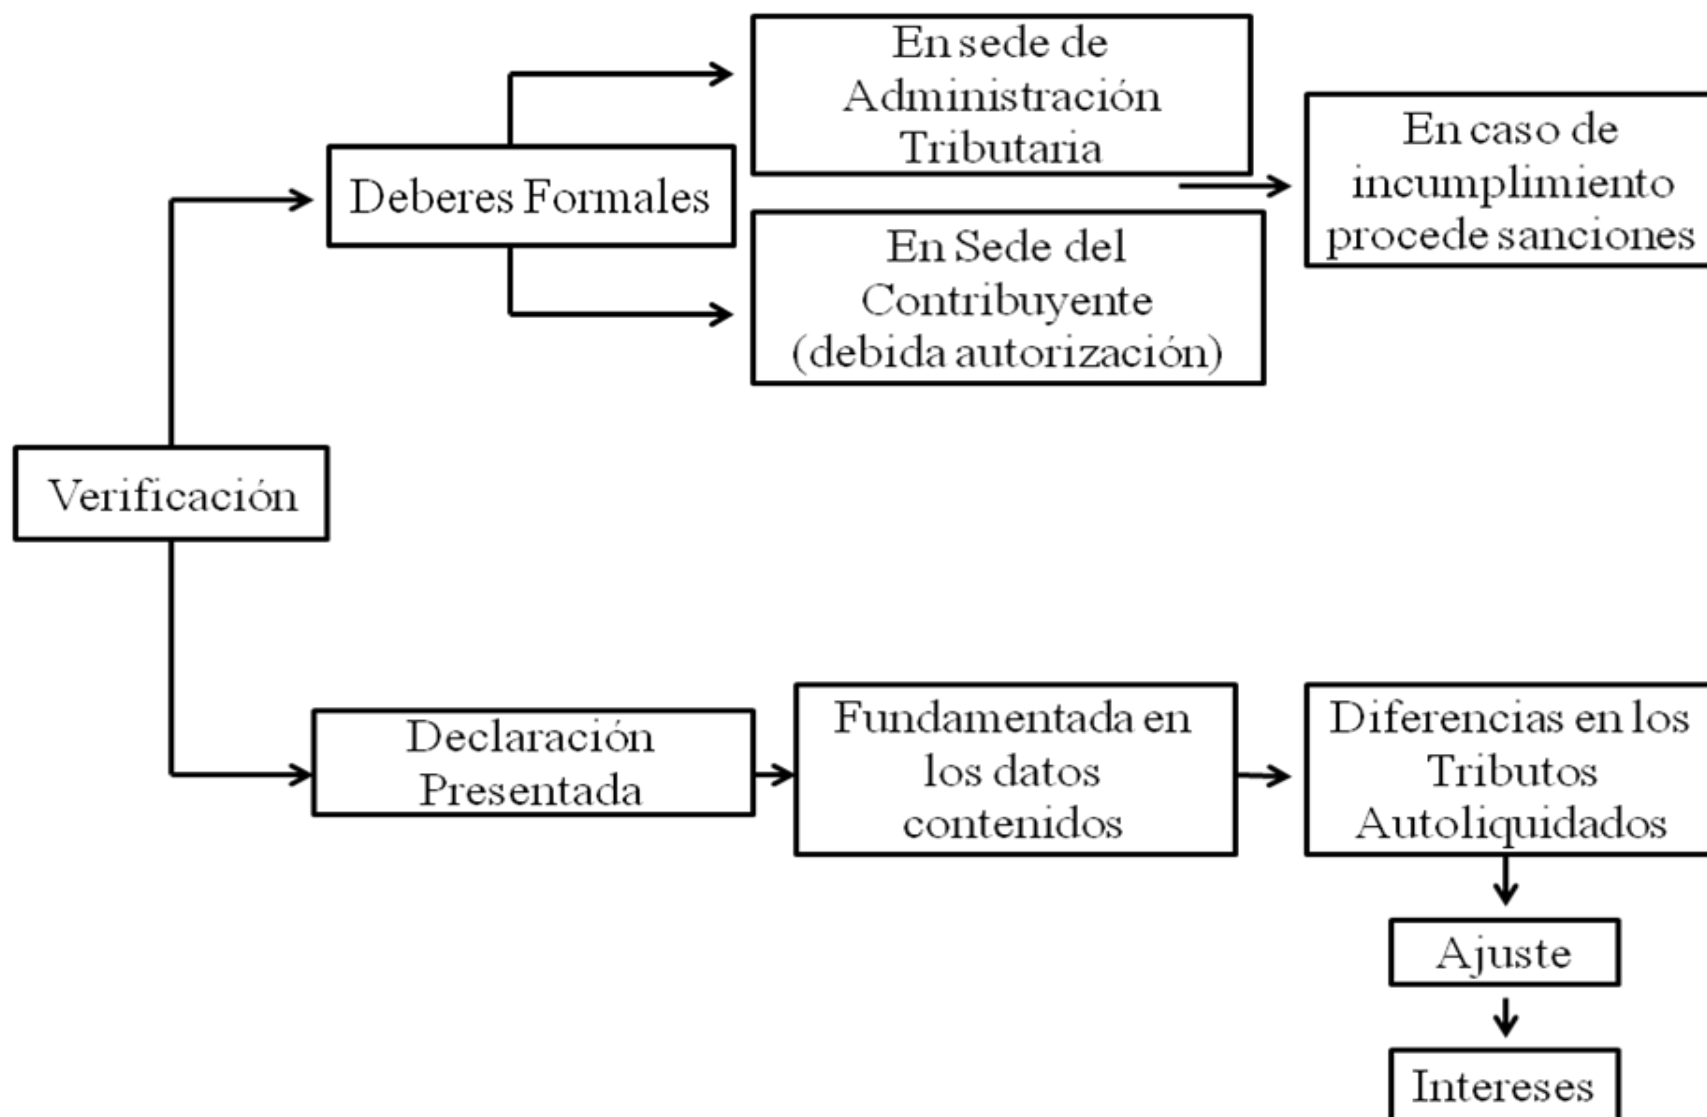 En sede de
Administración
Tributaria
En caso de
incumplimiento
procede sanciones
Deberes Formales
En Sede del
Contribuyente
(debida autorización)
Verificación
Declaración
Presentada
Fundamentada en
los datos
contenidos
Diferencias en los
Tributos
Autoliquidados
Ajuste
Intereses